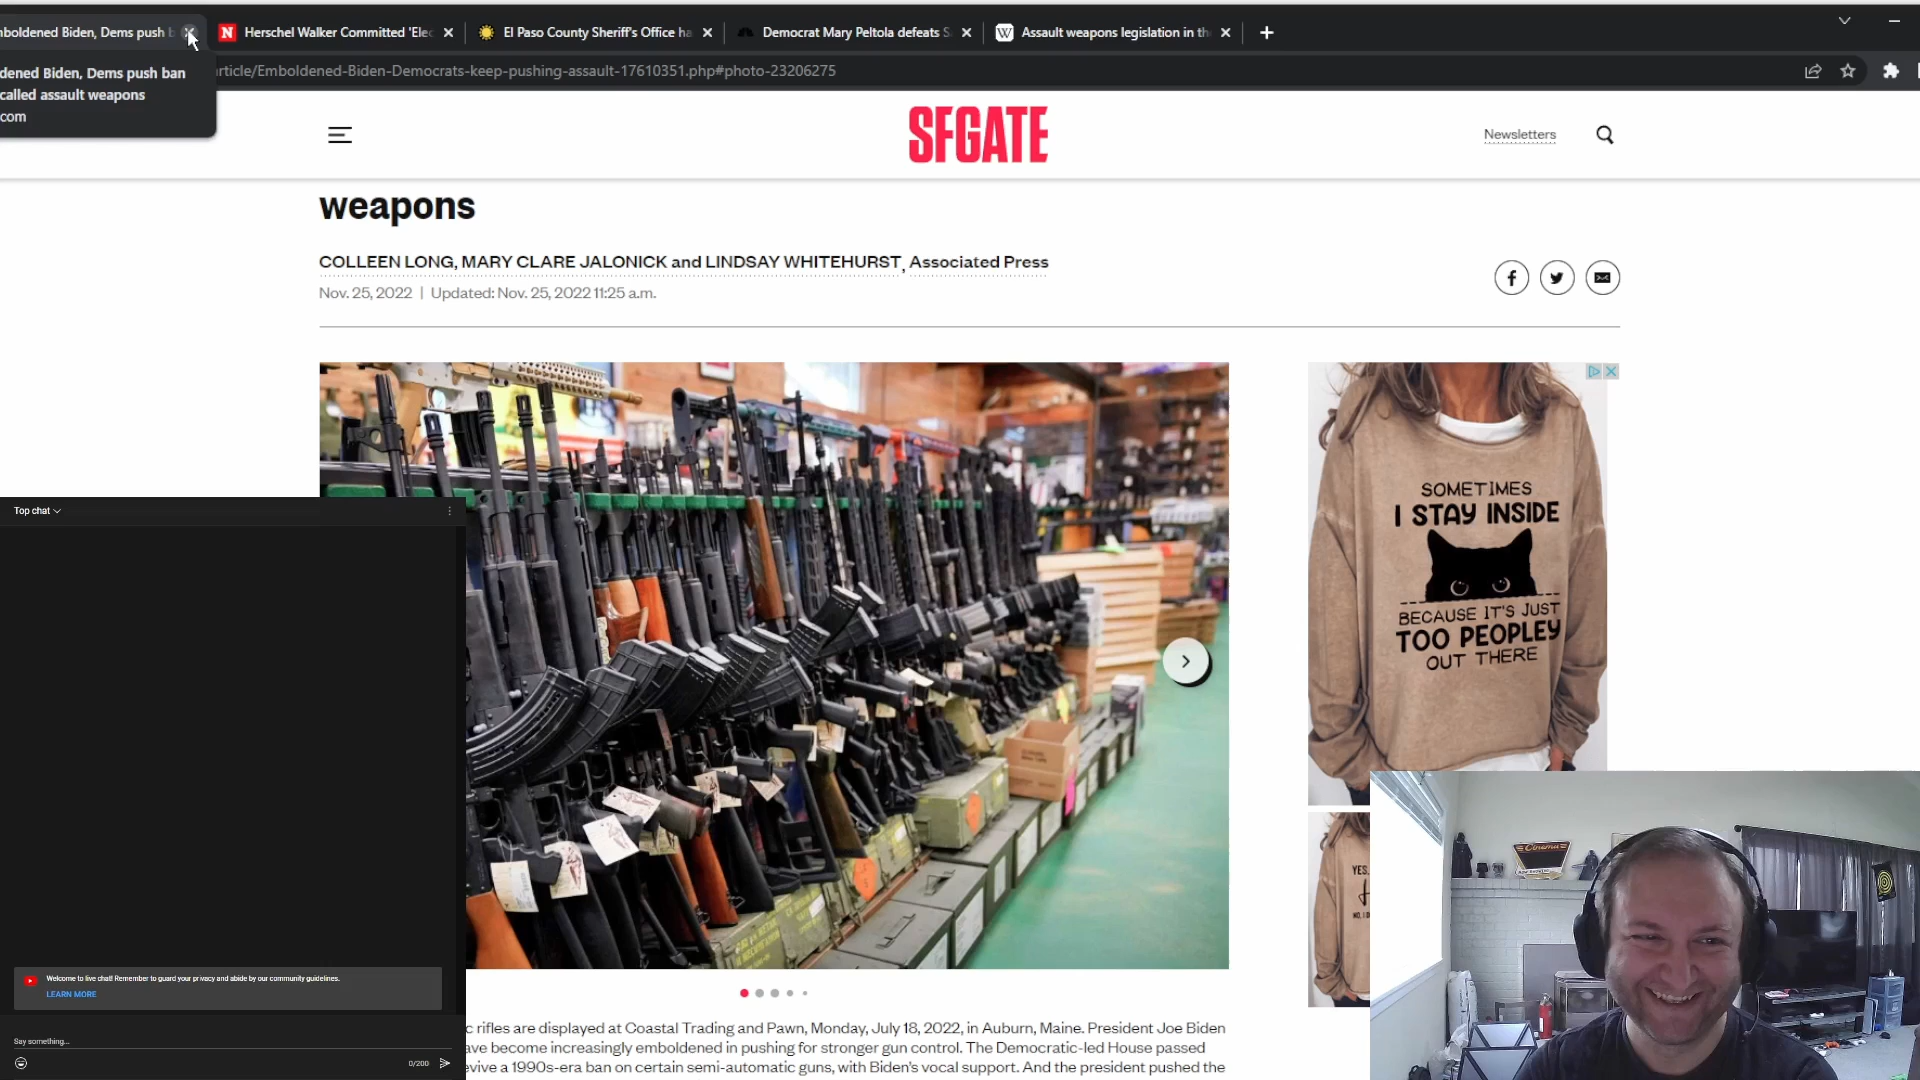 mboldened Biden, Dems push b
Herschel Walker Committed 'Elec
El Paso County Sheriff's Office ha
Democrat Mary Peltola defeats S
Assault weapons legislation in th
dened Biden, Dems push ban
called assault weapons
com
rticle/Emboldened-Biden-Democrats-keep-pushing-assault-17610351.php#photo-23206275
SFGATE
Newsletters
weapons
COLLEEN LONG, MARY CLARE JALONICK and LINDSAY WHITEHURST, Associated Press
Nov. 25, 2022 | Updated: Nov. 25, 2022 11:25 a.m.
SOMETIMES
I STAY INSIDE
BECAUSE IT'S JUST
TOO PEOPLEY
OUT THERE
YES,
Top chat
Welcome to live chat! Remember to guard your privacy and abide by our community guidelines.
LEARN MORE
Say something...
0/200
Cinema
c rifles are displayed at Coastal Trading and Pawn, Monday, July 18, 2022, in Auburn, Maine. President Joe Biden
ave become increasingly emboldened in pushing for stronger gun control. The Democratic-led House passed
evive a 1990s-era ban on certain semi-automatic guns, with Biden's vocal support. And the president pushed the